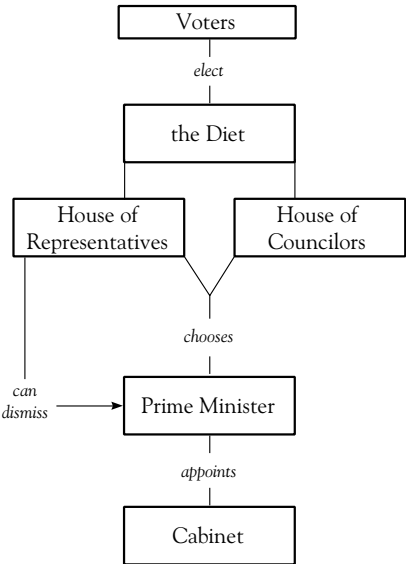 Voters
elect
the Diet
House of
Representatives
House of
Councilors
chooses
can
dismiss
Prime Minister
appoints
Cabinet